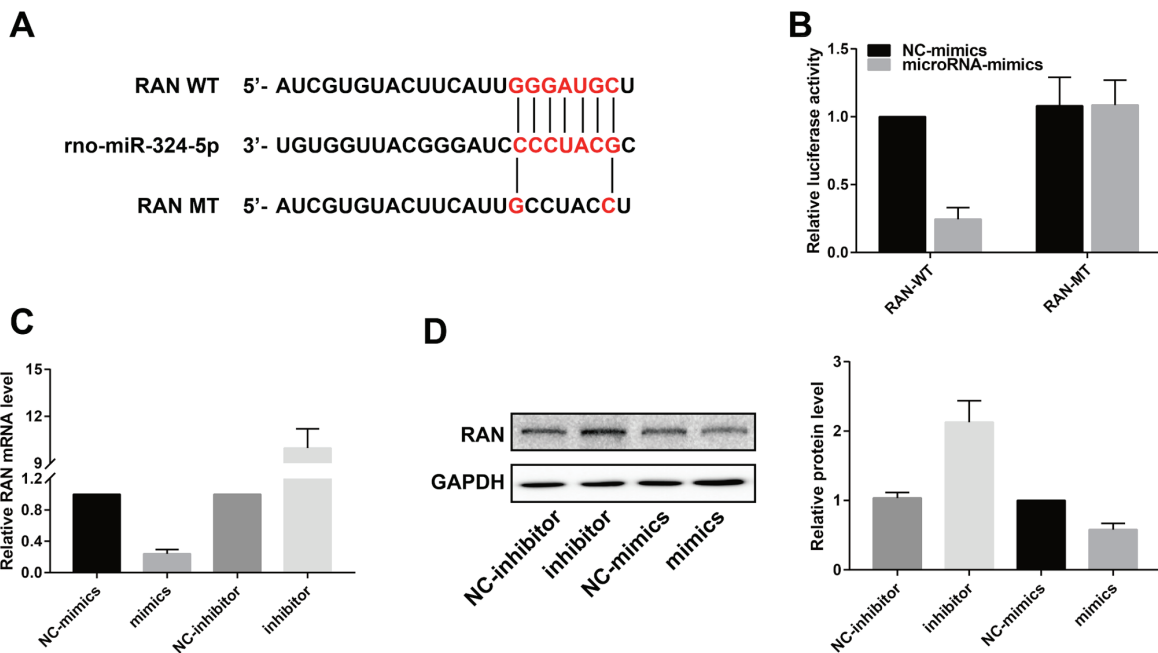 A
RAN WT 5'- AUCGUGUACUUCAUUGGGAUGCU
rno-miR-324-5p 3'- UGUGGUUACGGGAUCCCCUACGC
RAN MT 5'- AUCGUGUACUUCAUUGCCUACCU
B
Relative luciferase activity
1.5
1.0
0.5
0.0
NC-mimics
microRNA-mimics
RAN-WT
RAN-MT
C
Relative RAN mRNA level
15
12
9
1.2
0.8
0.4
0.0
NC-mimics
mimics
NC-inhibitor
inhibitor
D
RAN
GAPDH
NC-inhibitor
inhibitor
NC-mimics
mimics
Relative protein level
3
2
1
0
NC-inhibitor
inhibitor
NC-mimics
mimics